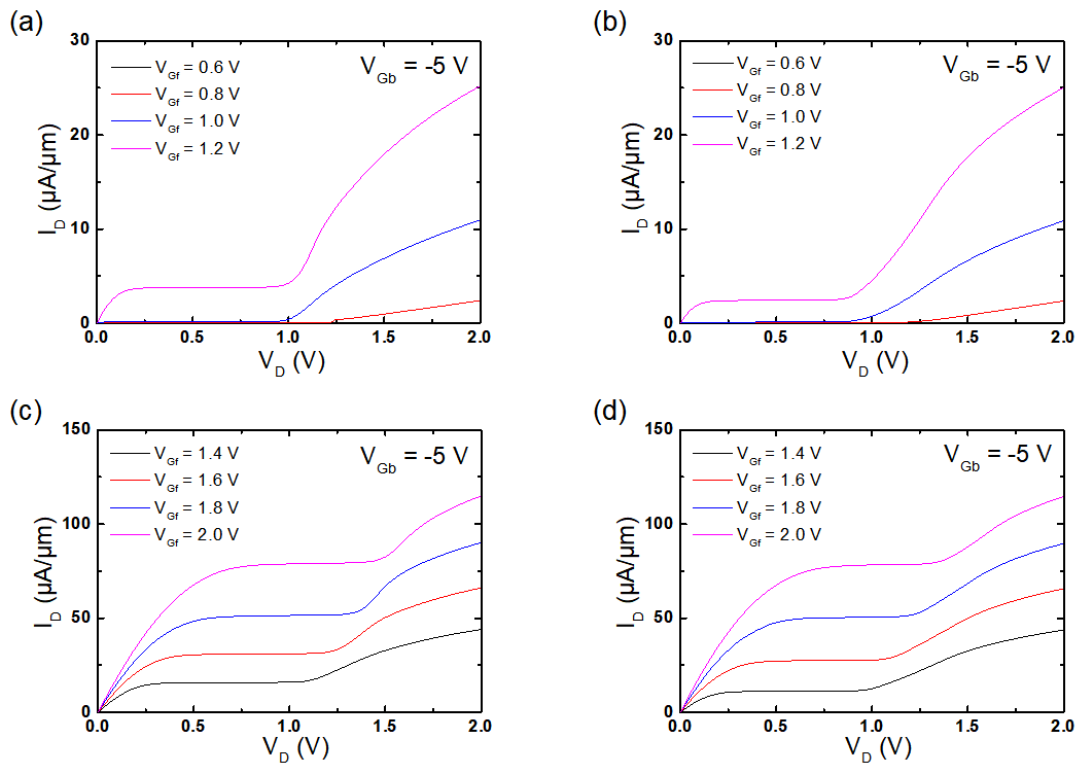 (a)
30
20
10
0
I_D (µA/µm)
V_Gf = 0.6 V
V_Gf = 0.8 V
V_Gf = 1.0 V
V_Gf = 1.2 V
V_Gb = -5 V
0.0 0.5 1.0 1.5 2.0
V_D (V)
(b)
30
20
10
0
I_D (µA/µm)
V_Gf = 0.6 V
V_Gf = 0.8 V
V_Gf = 1.0 V
V_Gf = 1.2 V
V_Gb = -5 V
0.0 0.5 1.0 1.5 2.0
V_D (V)
(c)
150
100
50
0
I_D (µA/µm)
V_Gf = 1.4 V
V_Gf = 1.6 V
V_Gf = 1.8 V
V_Gf = 2.0 V
V_Gb = -5 V
0.0 0.5 1.0 1.5 2.0
V_D (V)
(d)
150
100
50
0
I_D (µA/µm)
V_Gf = 1.4 V
V_Gf = 1.6 V
V_Gf = 1.8 V
V_Gf = 2.0 V
V_Gb = -5 V
0.0 0.5 1.0 1.5 2.0
V_D (V)